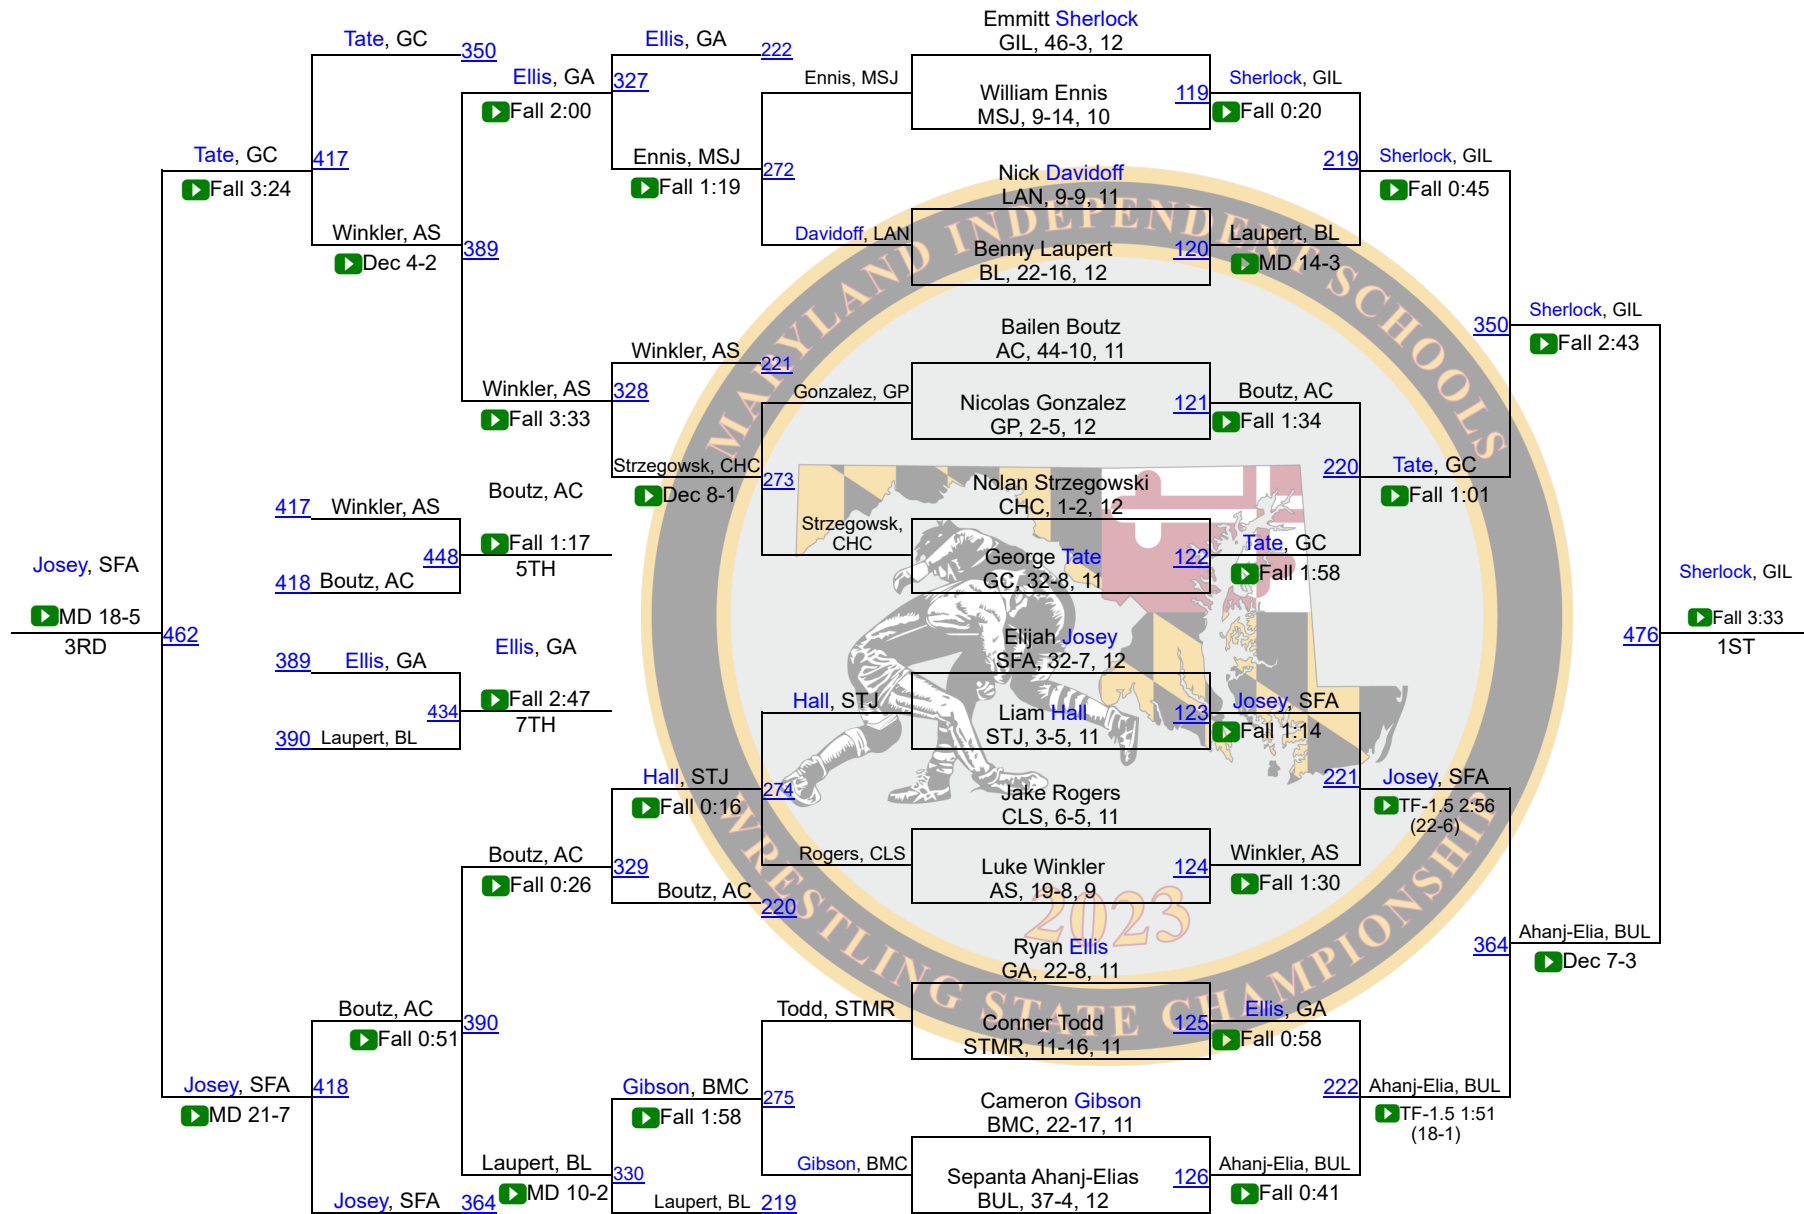 Emmitt Sherlock
GIL, 46-3, 12
William Ennis
MSJ, 9-14, 10
119
Nick Davidoff
LAN, 9-9, 11
Benny Laupert
BL, 22-16, 12
120
Bailen Boutz
AC, 44-10, 11
Nicolas Gonzalez
GP, 2-5, 12
121
Nolan Strzegowski
CHC, 1-2, 12
George Tate
GC, 32-8, 11
122
Elijah Josey
SFA, 32-7, 12
Liam Hall
STJ, 3-5, 11
123
Jake Rogers
CLS, 6-5, 11
Luke Winkler
AS, 19-8, 9
124
Ryan Ellis
GA, 22-8, 11
Conner Todd
STMR, 11-16, 11
125
Cameron Gibson
BMC, 22-17, 11
Sepanta Ahanj-Elias
BUL, 37-4, 12
126
Sherlock, GIL
Fall 0:20
219
Laupert, BL
MD 14-3
Boutz, AC
Fall 1:34
220
Tate, GC
Fall 1:58
Josey, SFA
Fall 1:14
221
Winkler, AS
Fall 1:30
Ellis, GA
Fall 0:58
222
Ahanj-Elia, BUL
Fall 0:41
Sherlock, GIL
Fall 0:45
350
Tate, GC
Fall 1:01
Josey, SFA
TF-1.5 2:56
(22-6)
364
Ahanj-Elia, BUL
TF-1.5 1:51
(18-1)
Sherlock, GIL
Fall 2:43
476
Ahanj-Elia, BUL
Dec 7-3
Sherlock, GIL
Fall 3:33
1ST
Ennis, MSJ
272
Davidoff, LAN
Gonzalez, GP
273
Strzegowsk,
CHC
Hall, STJ
274
Rogers, CLS
Todd, STMR
275
Gibson, BMC
Ellis, GA
222
327
Ennis, MSJ
Fall 1:19
Winkler, AS
221
328
Strzegowsk, CHC
Dec 8-1
Hall, STJ
Fall 0:16
329
Boutz, AC
220
Gibson, BMC
Fall 1:58
330
Laupert, BL
219
Ellis, GA
Fall 2:00
389
Winkler, AS
Fall 3:33
Boutz, AC
Fall 0:26
390
Laupert, BL
MD 10-2
Tate, GC
350
417
Winkler, AS
Dec 4-2
Boutz, AC
Fall 0:51
418
Josey, SFA
364
Tate, GC
Fall 3:24
462
Josey, SFA
MD 21-7
Josey, SFA
MD 18-5
3RD
417
Winkler, AS
448
418
Boutz, AC
Boutz, AC
Fall 1:17
5TH
389
Ellis, GA
434
390
Laupert, BL
Ellis, GA
Fall 2:47
7TH
MARYLAND INDEPENDENT SCHOOLS
WRESTLING STATE CHAMPIONSHIP
2023